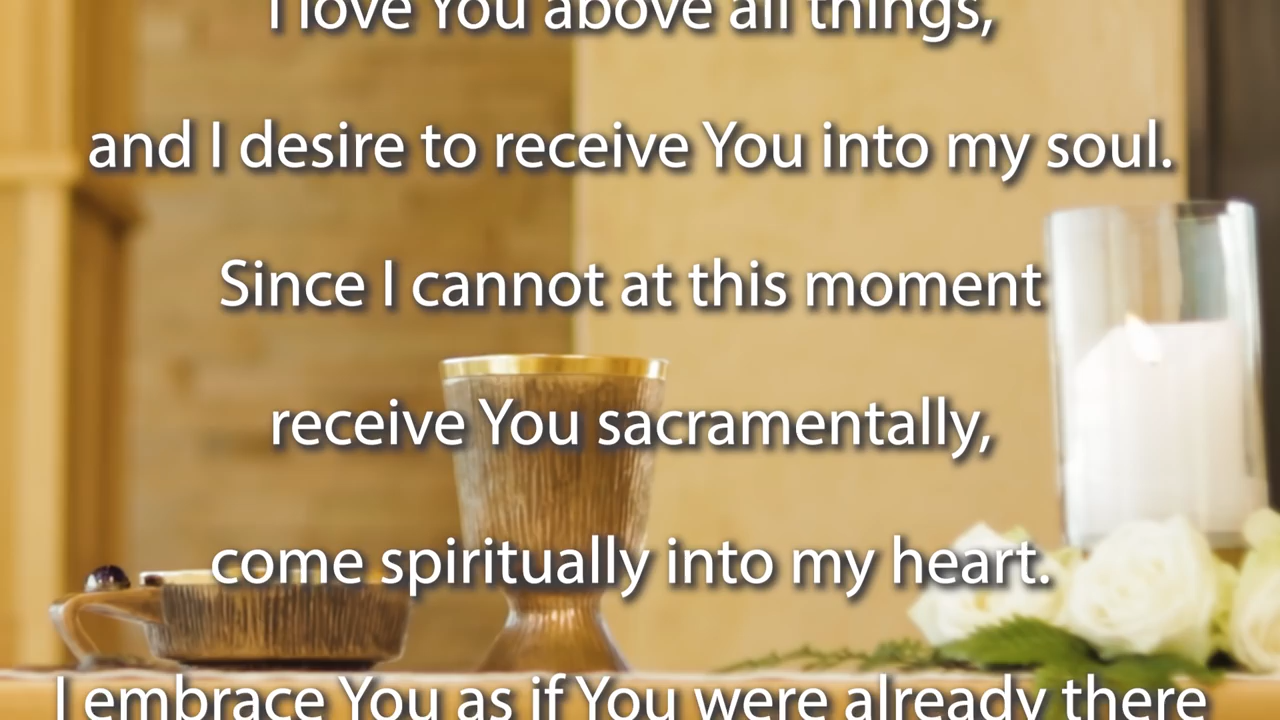 I love You above all things,
and I desire to receive You into my soul.
Since I cannot at this moment
receive You sacramentally,
come spiritually into my heart.
I embrace You as if You were already there